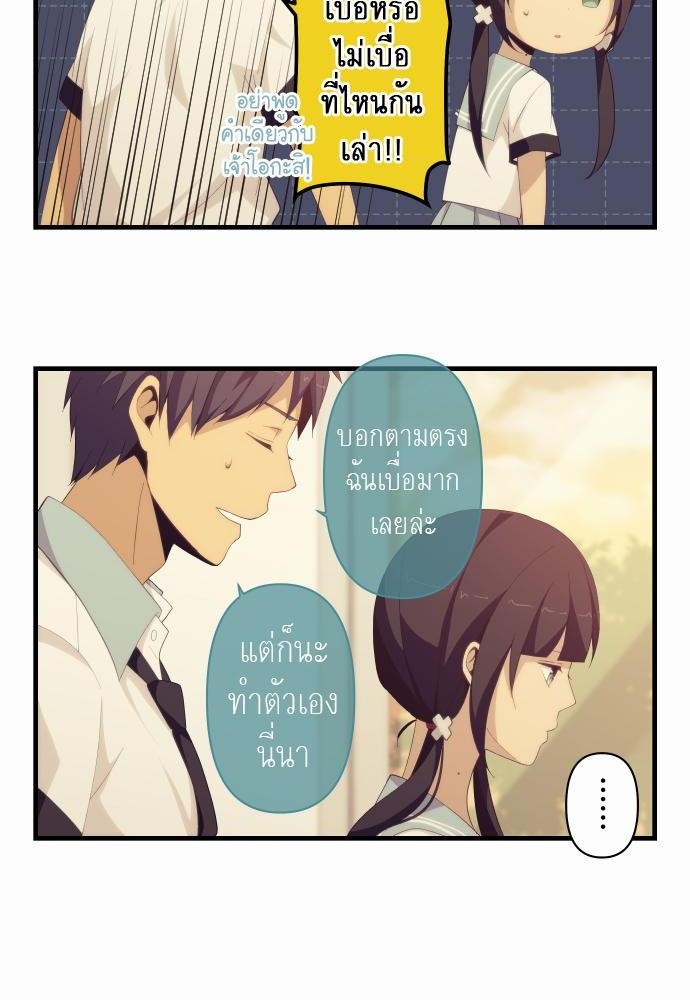 เบื่อหรือ
ไม่เบื่อ
ที่ไหนกัน
เล่า!!
อย่าพูด
คำเดียวกับ
เจ้าโอกะสิ!
บอกตามตรง
ฉันเบื่อมาก
เลยล่ะ
แต่ก็นะ
ทำตัวเอง
นี่นา
......